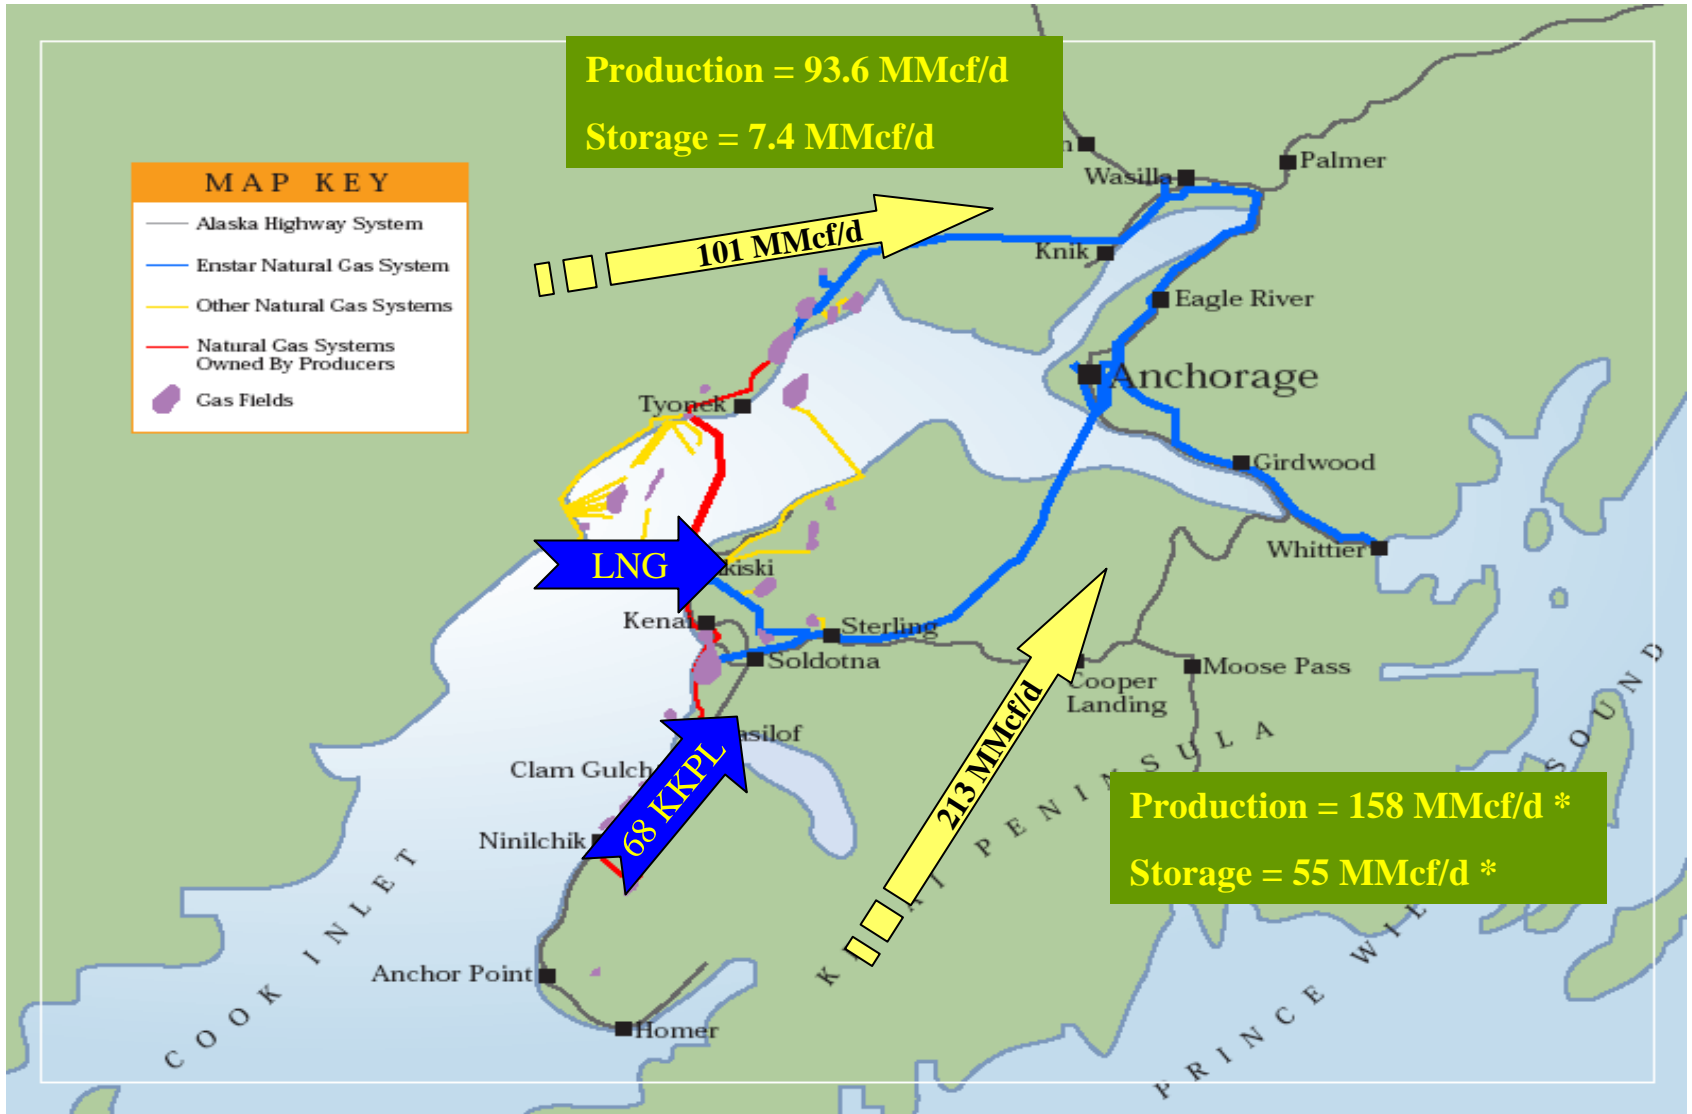 Production = 93.6 MMcf/d
Storage = 7.4 MMcf/d
MAP KEY
Alaska Highway System
Enstar Natural Gas System
Other Natural Gas Systems
Natural Gas Systems
Owned By Producers
Gas Fields
101 MMcf/d
Wasilla
Palmer
Knik
Eagle River
Anchorage
Tyonek
Girdwood
Whittier
LNG
kiski
Kenai
Sterling
Soldotna
Cooper
Landing
Moose Pass
asilof
68 KKPL
Clam Gulch
Ninilchik
213 MMcf/d
Production = 158 MMcf/d *
Storage = 55 MMcf/d *
Anchor Point
Homer
COOK INLET
PENINSULA
PRINCE WIL
SOUND